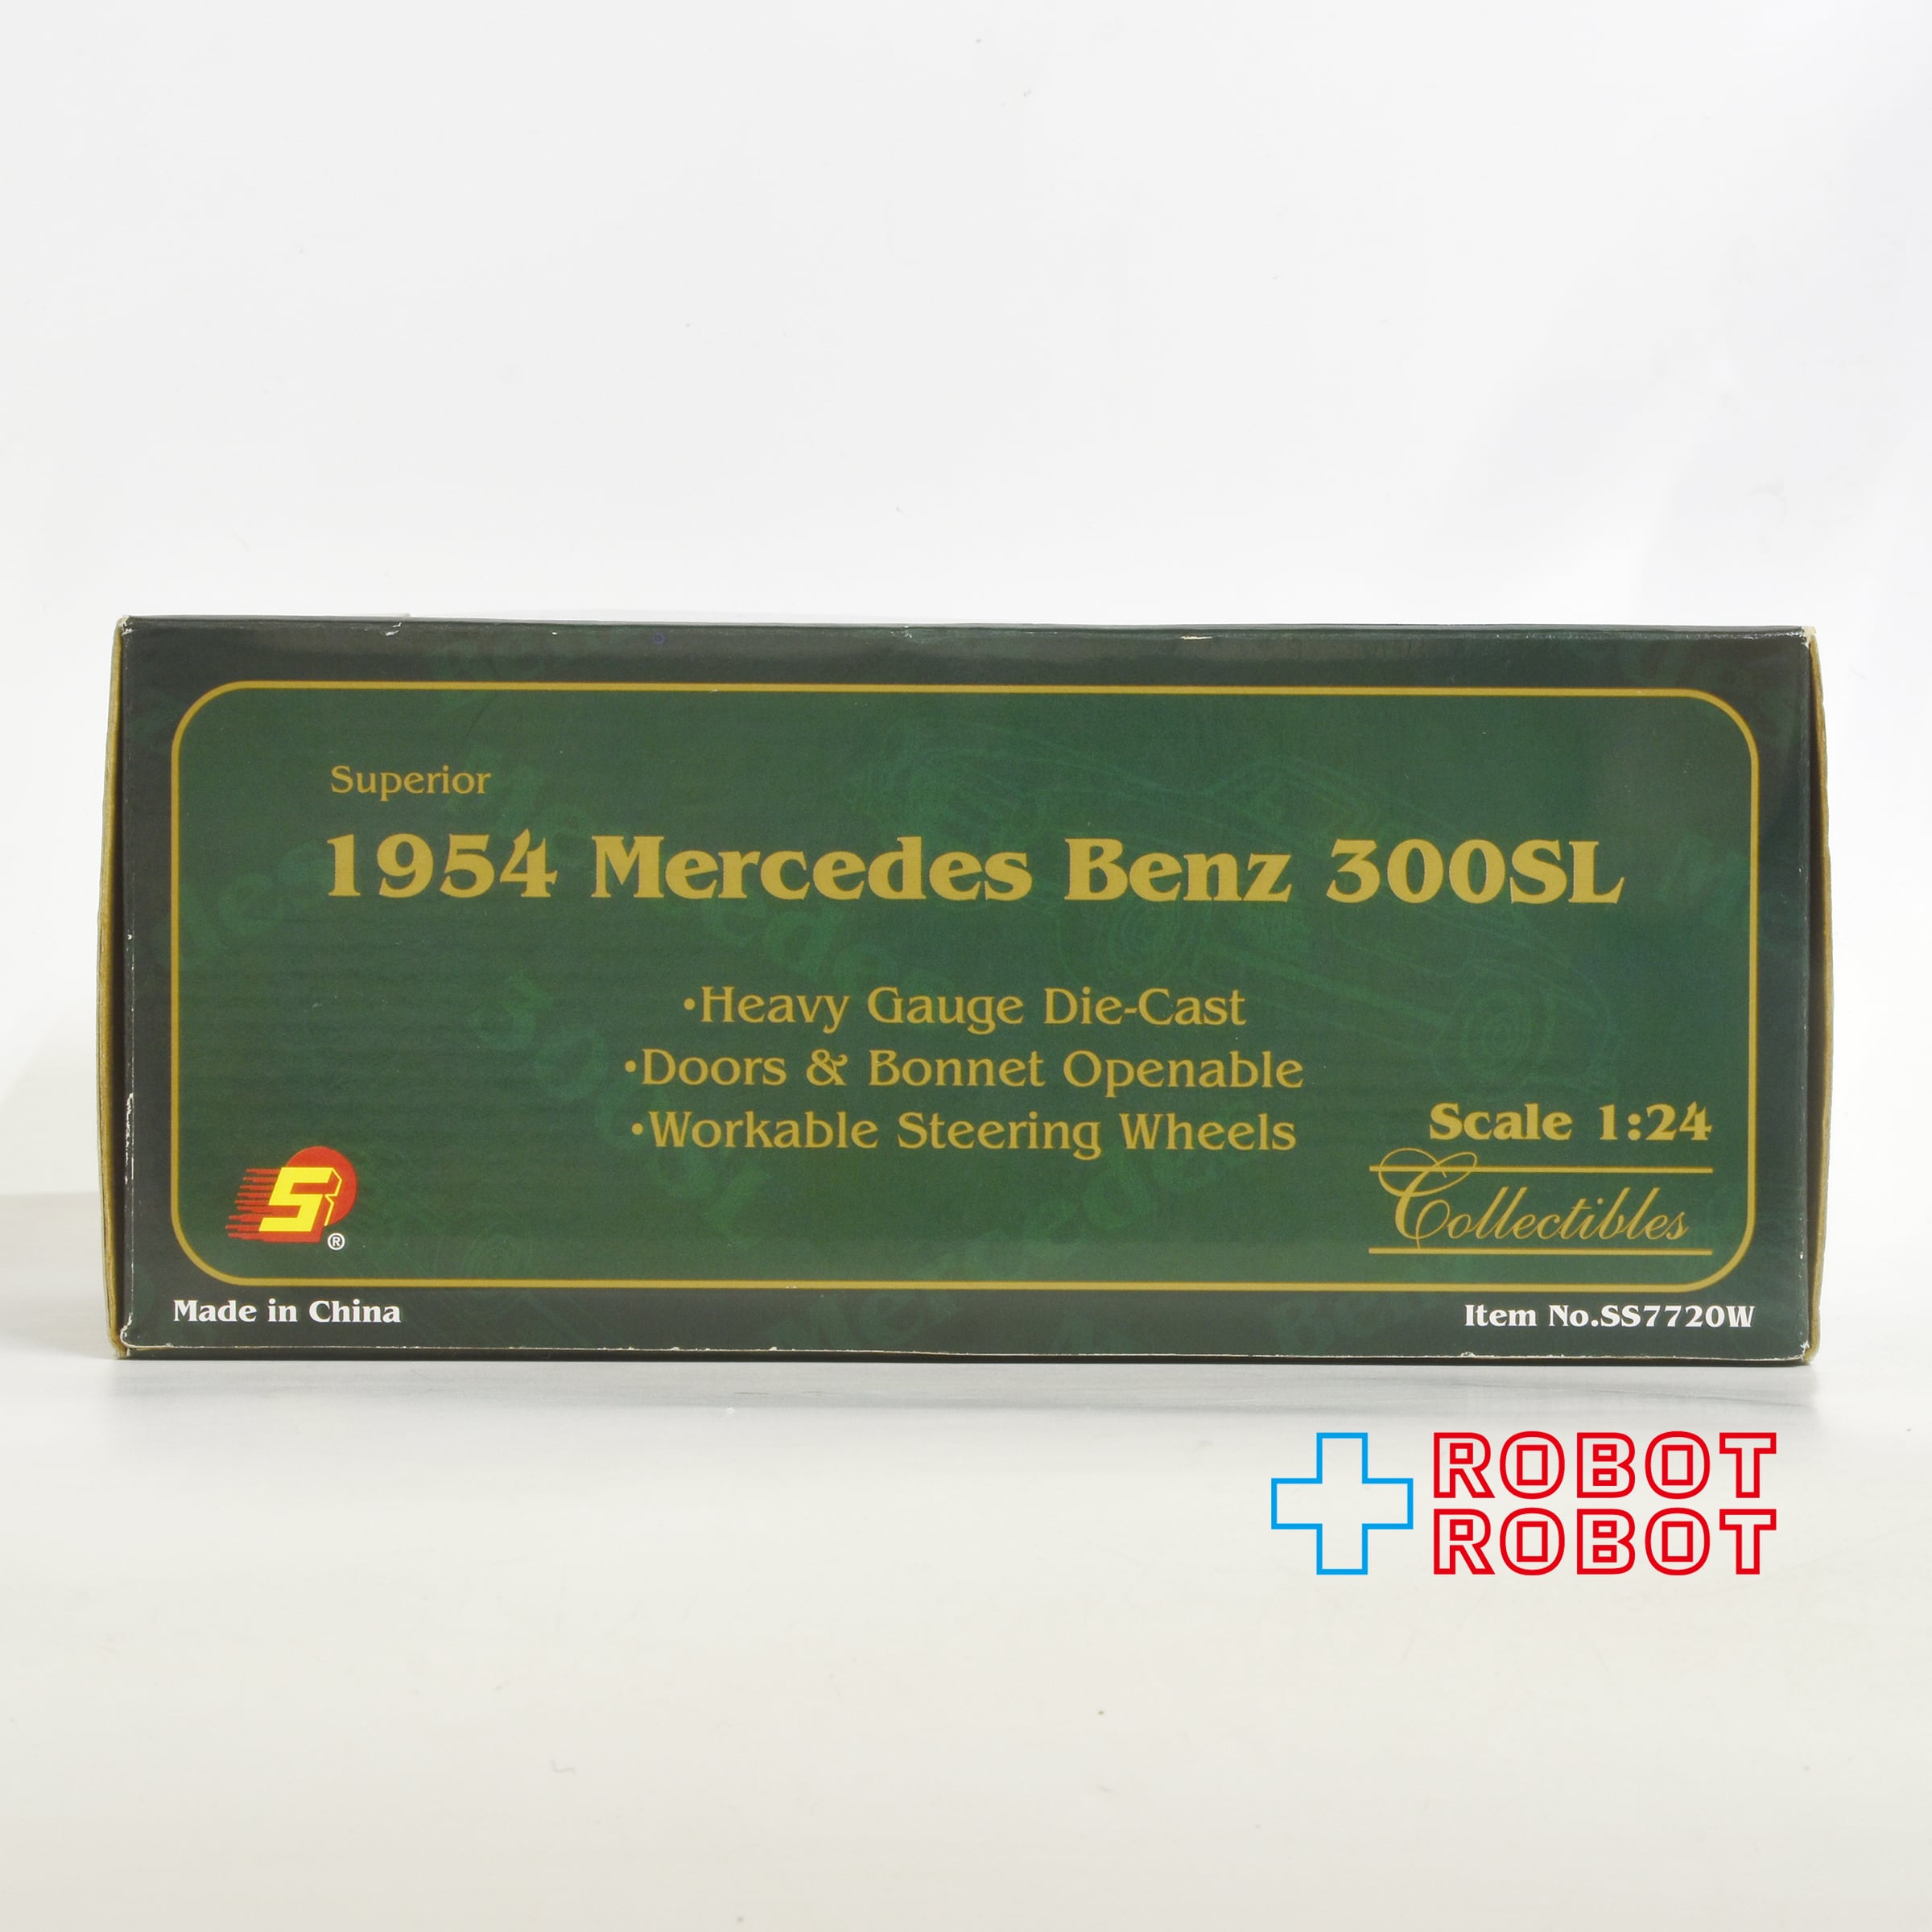 Superior
1954 Mercedes Benz 300SL
•Heavy Gauge Die-Cast
•Doors & Bonnet Openable
•Workable Steering Wheels
Scale 1:24
Collectibles
S
®
Made in China
Item No.SS7720W
ROBOT
ROBOT